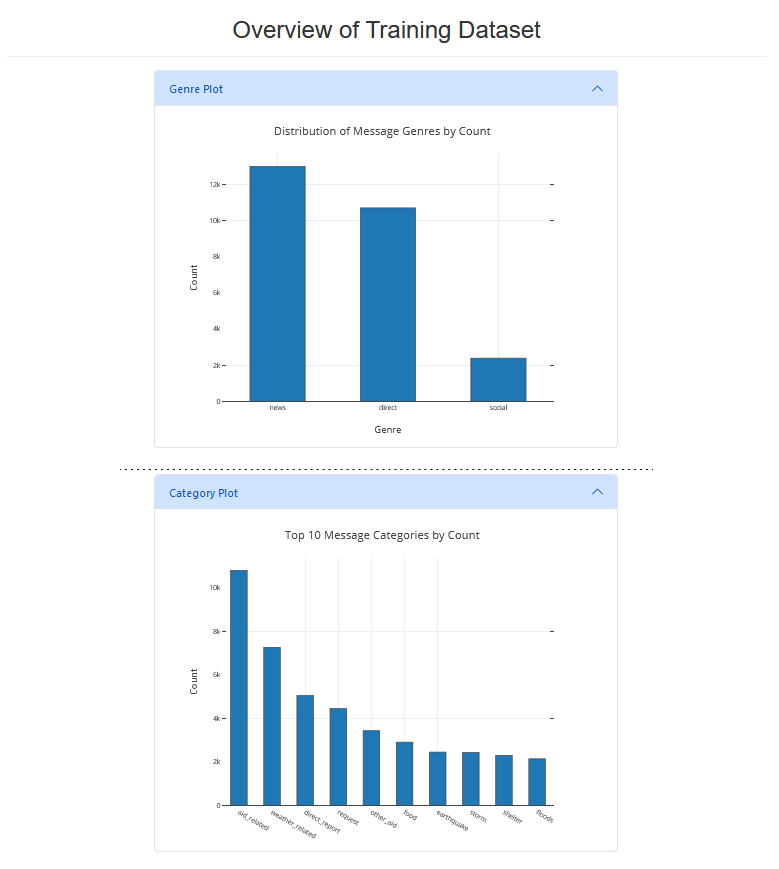 Overview of Training Dataset
Genre Plot
Distribution of Message Genres by Count
12k
10k
8k
6k
4k
2k
0
Count
news direct social
Genre
Category Plot
Top 10 Message Categories by Count
10k
8k
6k
4k
2k
0
Count
aid_related weather_related direct_report request other_aid food earthquake storm shelter floods